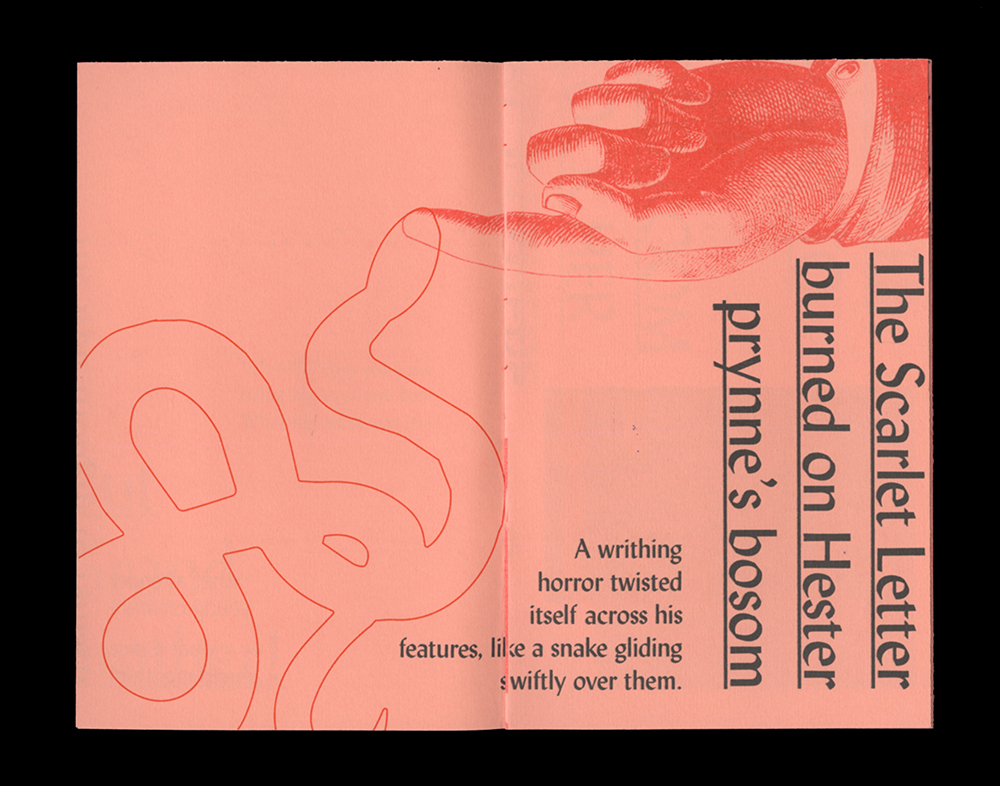 The Scarlet Letter
burned on Hester
prynne’s bosom
A writhing
horror twisted
itself across his
features, like a snake gliding
swiftly over them.